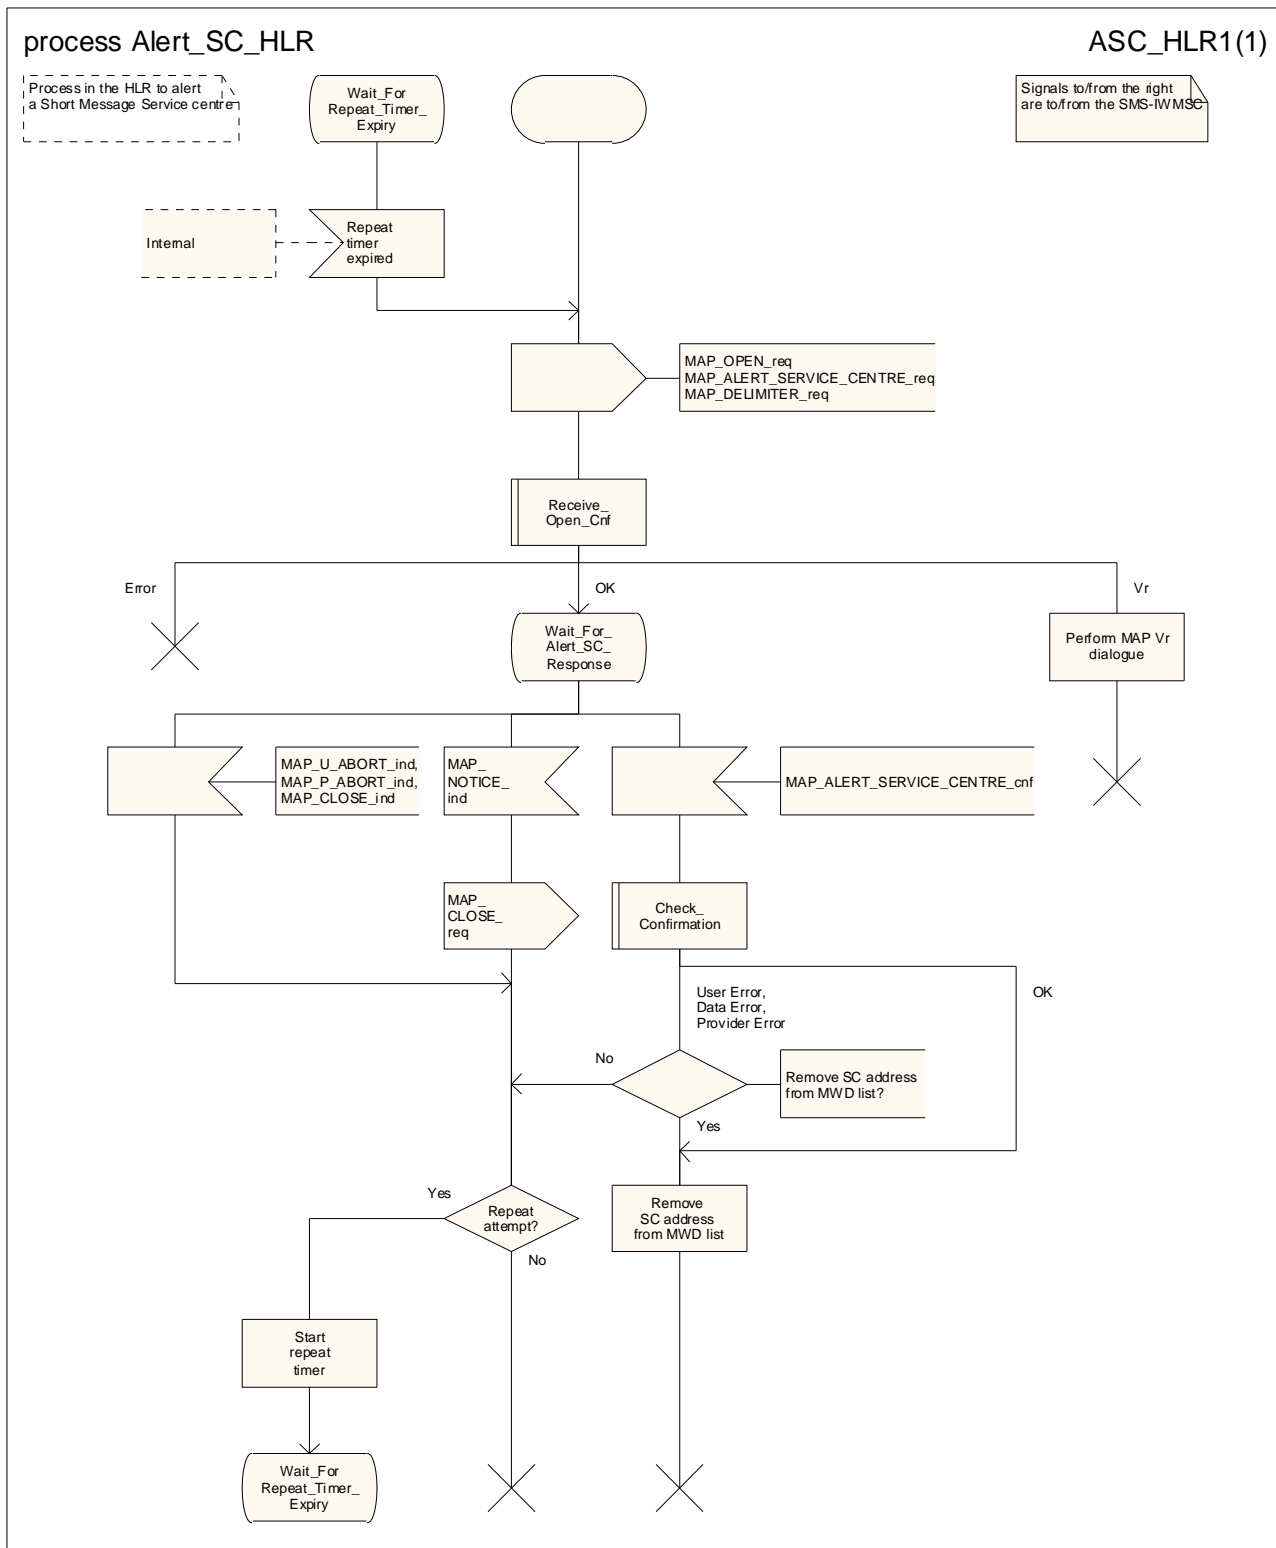 process Alert_SC_HLR
ASC_HLR1(1)
Process in the HLR to alert
a Short Message Service centre
Wait_For
Repeat_Timer_
Expiry
Signals to/from the right
are to/from the SMS-IWMSC
Internal
Repeat
timer
expired
MAP_OPEN_req
MAP_ALERT_SERVICE_CENTRE_req
MAP_DELIMITER_req
Receive_
Open_Cnf
Error
OK
Vr
Wait_For_
Alert_SC_
Response
Perform MAP Vr
dialogue
MAP_U_ABORT_ind,
MAP_P_ABORT_ind,
MAP_CLOSE_ind
MAP_
NOTICE_
ind
MAP_ALERT_SERVICE_CENTRE_cnf
MAP_
CLOSE_
req
Check_
Confirmation
User Error,
Data Error,
Provider Error
OK
No
Remove SC address
from MWD list?
Yes
Yes
Repeat
attempt?
No
Remove
SC address
from MWD list
Start
repeat
timer
Wait_For
Repeat_Timer_
Expiry